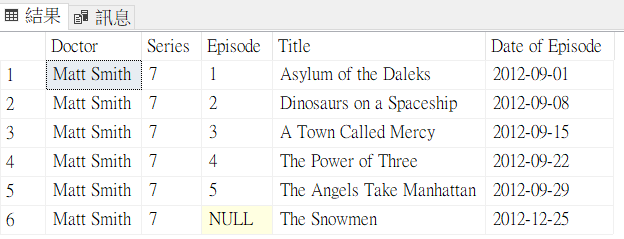 結果 訊息
Doctor Series Episode Title Date of Episode
1 Matt Smith 7 1 Asylum of the Daleks 2012-09-01
2 Matt Smith 7 2 Dinosaurs on a Spaceship 2012-09-08
3 Matt Smith 7 3 A Town Called Mercy 2012-09-15
4 Matt Smith 7 4 The Power of Three 2012-09-22
5 Matt Smith 7 5 The Angels Take Manhattan 2012-09-29
6 Matt Smith 7 NULL The Snowmen 2012-12-25